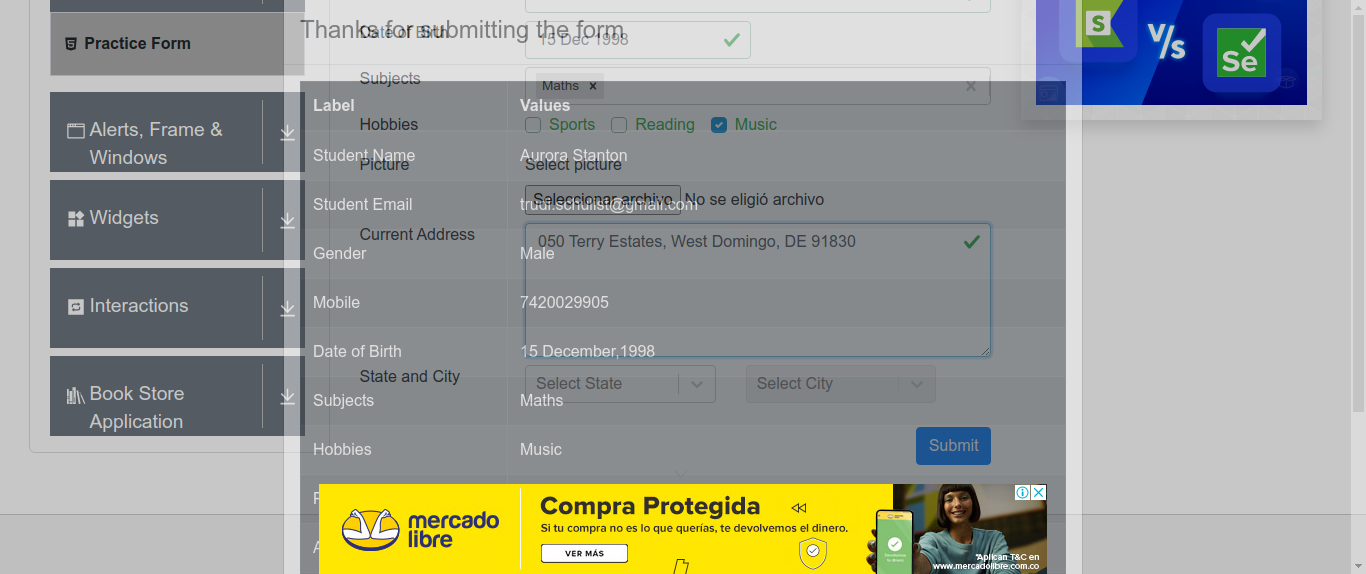 Practice Form
Alerts, Frame &
Windows
Widgets
Interactions
Book Store
Application
Thanks for submitting the form
Date of Birth
15 Dec 1998
Subjects
Maths ×
Hobbies
Sports Reading Music
Picture
Select picture
Seleccionar archivo No se eligió archivo
Current Address
050 Terry Estates, West Domingo, DE 91830
State and City
Select State
Select City
Submit
Label Values
Student Name Aurora Stanton
Student Email trudi.schulist@gmail.com
Gender Male
Mobile 7420029905
Date of Birth 15 December,1998
Subjects Maths
Hobbies Music
S V/s Se
mercado
libre
Compra Protegida
Si tu compra no es lo que querías, te devolvemos el dinero.
VER MÁS
*Aplican T&C en
www.mercadolibre.com.co